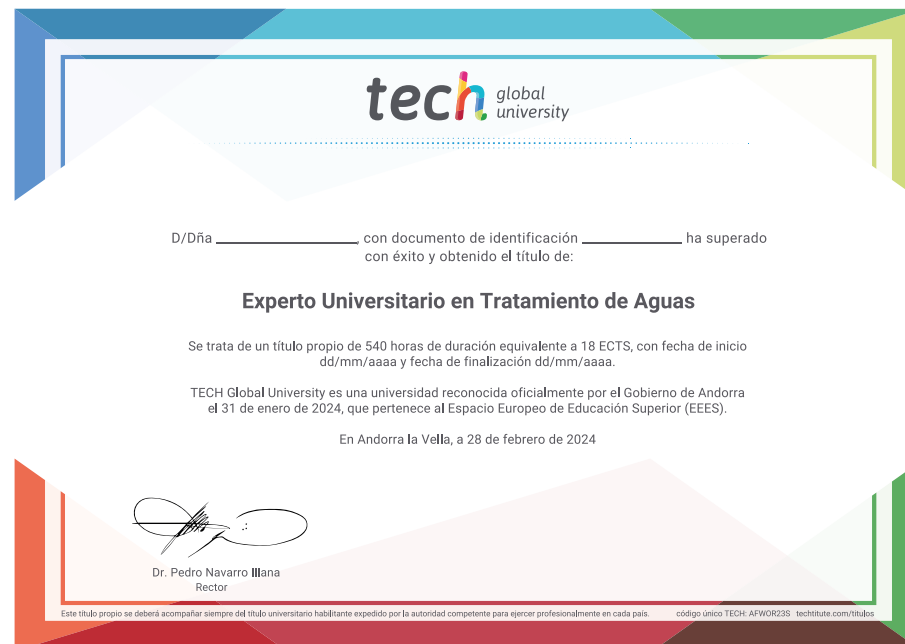 tech global university
D/Dña ______________, con documento de identificación __________ ha superado
con éxito y obtenido el título de:
Experto Universitario en Tratamiento de Aguas
Se trata de un título propio de 540 horas de duración equivalente a 18 ECTS, con fecha de inicio
dd/mm/aaaa y fecha de finalización dd/mm/aaaa.
TECH Global University es una universidad reconocida oficialmente por el Gobierno de Andorra
el 31 de enero de 2024, que pertenece al Espacio Europeo de Educación Superior (EEES).
En Andorra la Vella, a 28 de febrero de 2024
Dr. Pedro Navarro Illana
Rector
Este título propio se deberá acompañar siempre del título universitario habilitante expedido por la autoridad competente para ejercer profesionalmente en cada país. código único TECH: AFWOR23S techtitute.com/titulos